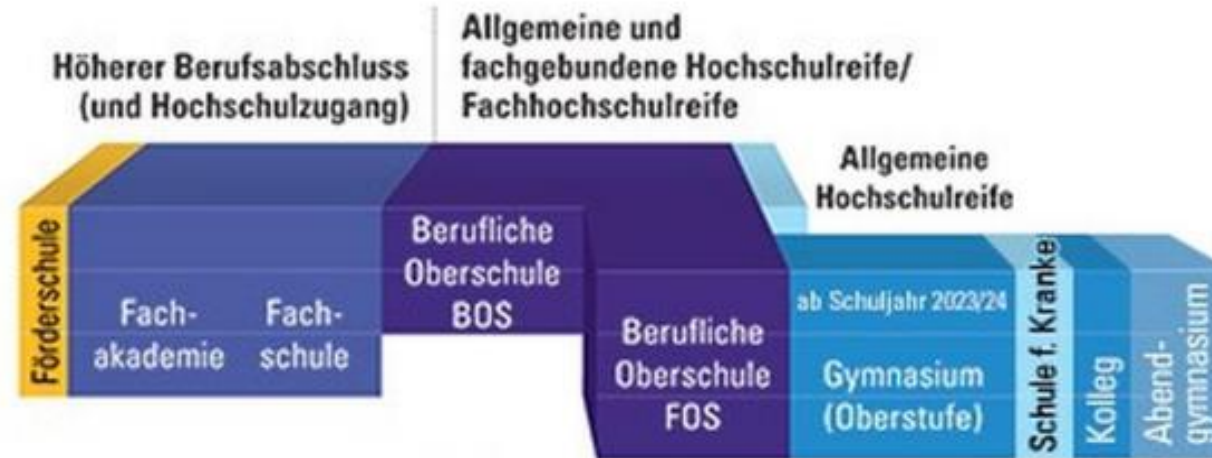 Höherer Berufsabschluss
(und Hochschulzugang)
Allgemeine und
fachgebundene Hochschulreife/
Fachhochschulreife
Allgemeine
Hochschulreife
Förderschule
Fach-
akademie
Fach-
schule
Berufliche
Oberschule
BOS
Berufliche
Oberschule
FOS
ab Schuljahr 2023/24
Gymnasium
(Oberstufe)
Schule f. Kranke
Kolleg
Abend-
gymnasium